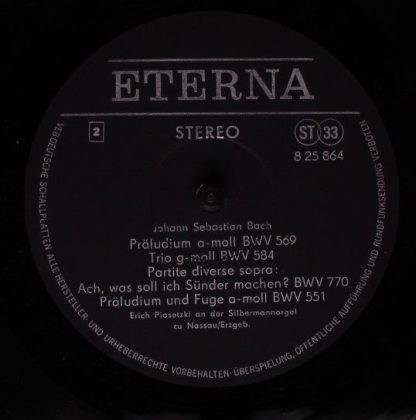 ETERNA
2
STEREO
ST 33
8 25 864
Johann Sebastian Bach
Präludium a-moll BWV 569
Trio g-moll BWV 584
Partite diverse sopra:
Ach, was soll ich Sünder machen? BWV 770
Präludium und Fuge a-moll BWV 551
Erich Piasetzki an der Silbermannorgel
zu Nassau/Erzgeb.
VEB DEUTSCHE SCHALLPLATTEN ALLE HERSTELLER- UND URHEBERRECHTE VORBEHALTEN· ÜBERSPIELUNG, ÖFFENTLICHE AUFFÜHRUNG UND RUNDFUNKSENDUNG VERBOTEN